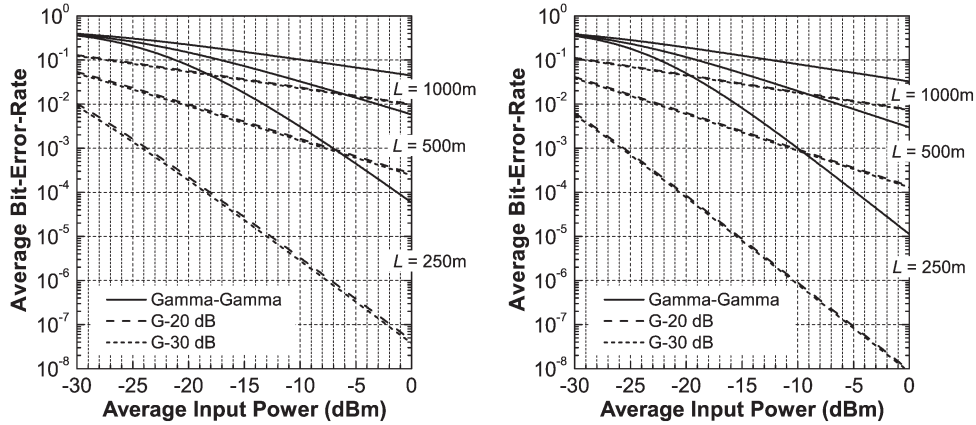 10^0
10^-1
10^-2
10^-3
10^-4
10^-5
10^-6
10^-7
10^-8
Average Bit-Error-Rate
L = 1000m
L = 500m
L = 250m
Gamma-Gamma
G-20 dB
G-30 dB
-30 -25 -20 -15 -10 -5 0
Average Input Power (dBm)
10^0
10^-1
10^-2
10^-3
10^-4
10^-5
10^-6
10^-7
10^-8
Average Bit-Error-Rate
L = 1000m
L = 500m
L = 250m
Gamma-Gamma
G-20 dB
G-30 dB
-30 -25 -20 -15 -10 -5 0
Average Input Power (dBm)